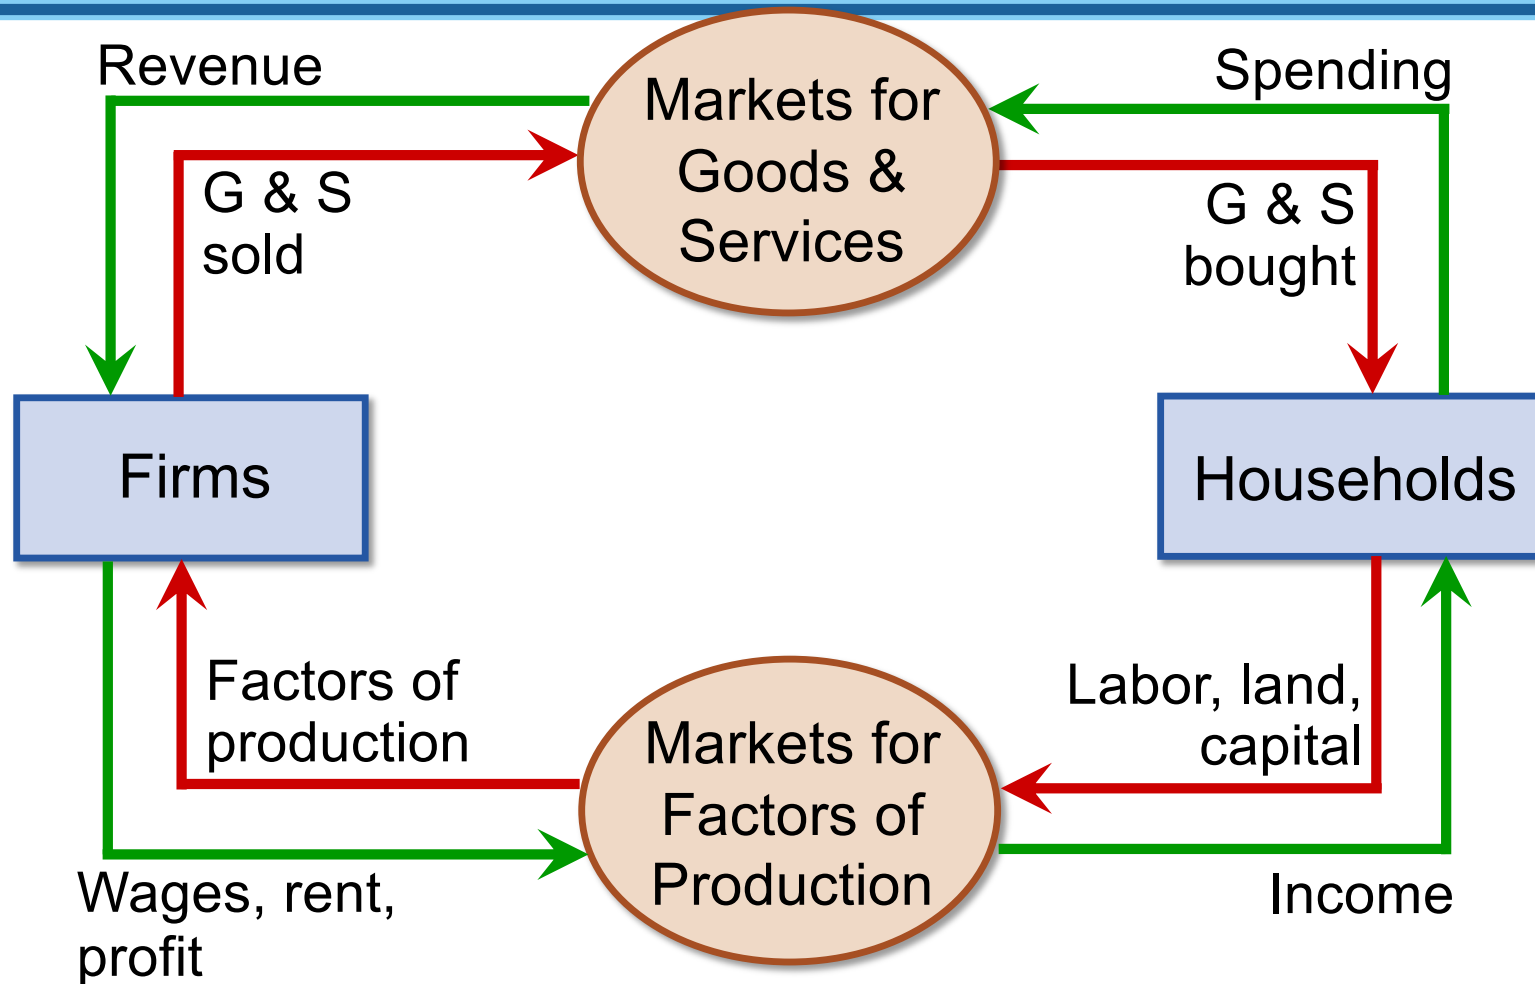 Revenue
Markets for
Goods &
Services
Spending
G & S
sold
G & S
bought
Firms
Households
Factors of
production
Markets for
Factors of
Production
Labor, land,
capital
Wages, rent,
profit
Income